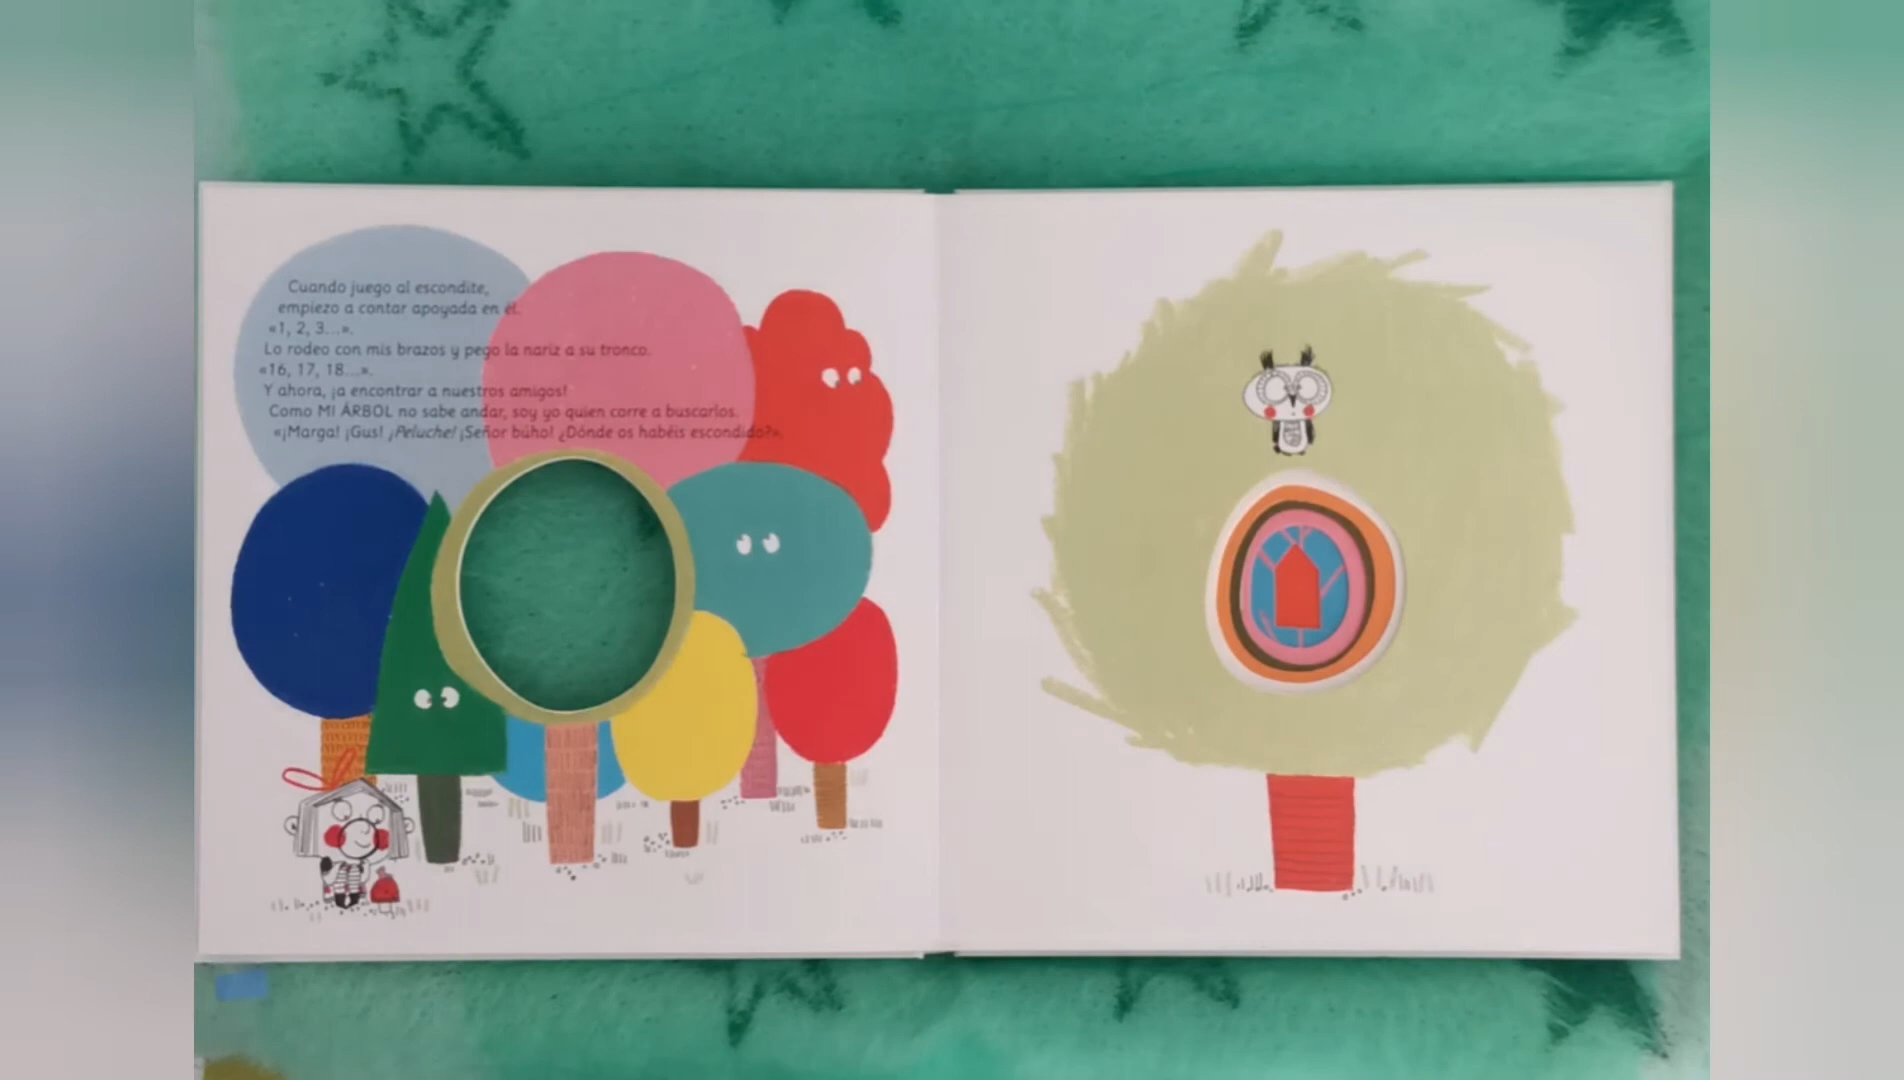 Cuando juego al escondite,
empiezo a contar apoyada en él.
«1, 2, 3...».
Lo rodeo con mis brazos y pego la nariz a su tronco.
«16, 17, 18...».
Y ahora, ¡a encontrar a nuestros amigos!
Como MI ÁRBOL no sabe andar, soy yo quien corre a buscarlos.
«¡Marga! ¡Gus! ¡Peluche! ¡Señor búho! ¿Dónde os habéis escondido?».